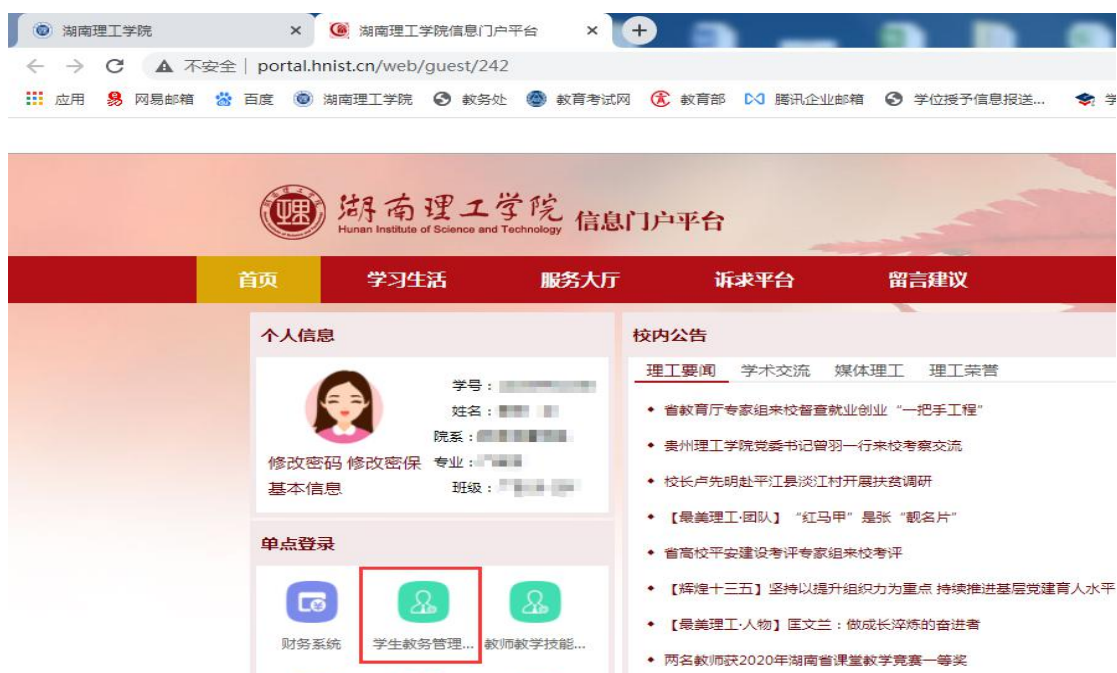 湖南理工学院
湖南理工学院信息门户平台
不安全 | portal.hnist.cn/web/guest/242
应用 网易邮箱 百度 湖南理工学院 教务处 教育考试网 教育部 腾讯企业邮箱 学位授予信息报送... 学
湖南理工学院 信息门户平台
Hunan Institute of Science and Technology
首页 学习生活 服务大厅 诉求平台 留言建议
个人信息
学号：
姓名：
院系：
修改密码 修改密保 专业：
基本信息 班级：
单点登录
财务系统 学生教务管理... 教师教学技能...
校内公告
理工要闻 学术交流 媒体理工 理工荣誉
省教育厅专家组来校督查就业创业“一把手工程”
贵州理工学院党委书记曾羽一行来校考察交流
校长卢先明赴平江县淡江村开展扶贫调研
【最美理工·团队】“红马甲”是张“靓名片”
省高校平安建设考评专家组来校考评
【辉煌十三五】坚持以提升组织力为重点 持续推进基层党建育人水平
【最美理工·人物】匡文兰：做成长淬炼的奋进者
两名教师获2020年湖南省课堂教学竞赛一等奖